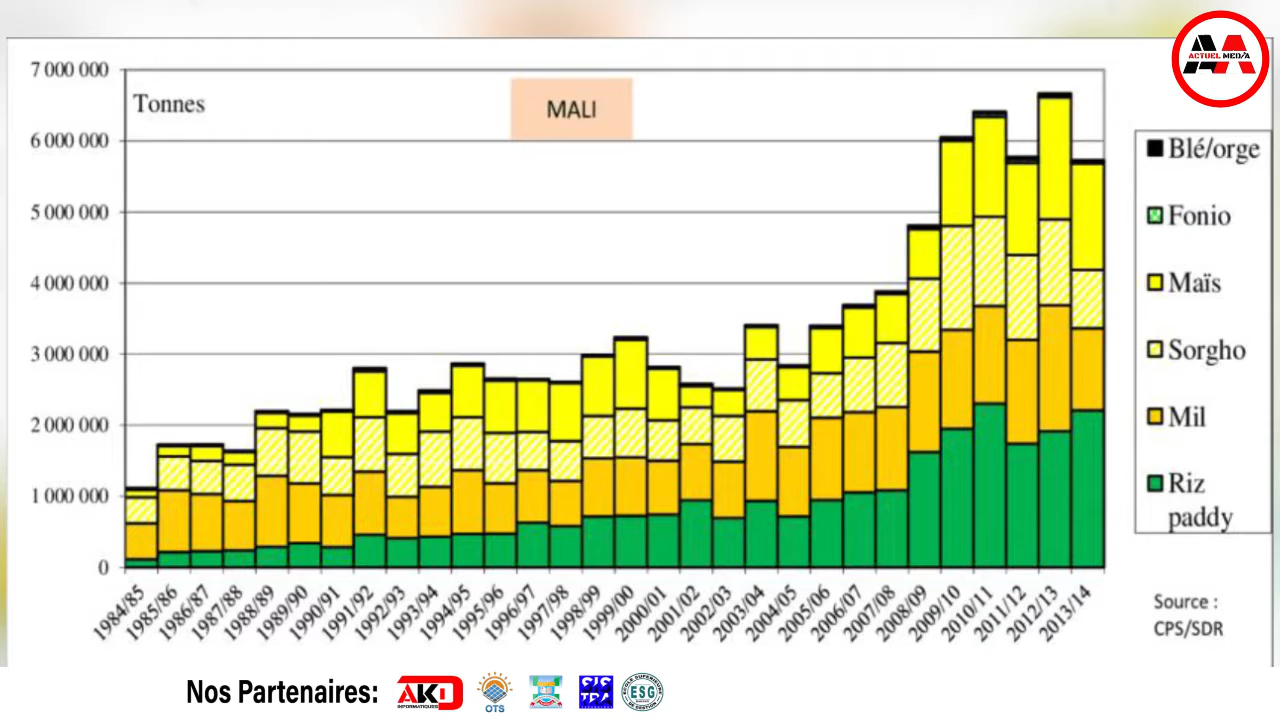 ACTUEL MEDIA
7 000 000
6 000 000
5 000 000
4 000 000
3 000 000
2 000 000
1 000 000
0
Tonnes
MALI
Blé/orge
Fonio
Maïs
Sorgho
Mil
Riz
paddy
1984/85
1985/86
1986/87
1987/88
1988/89
1989/90
1990/91
1991/92
1992/93
1993/94
1994/95
1995/96
1996/97
1997/98
1998/99
1999/00
2000/01
2001/02
2002/03
2003/04
2004/05
2005/06
2006/07
2007/08
2008/09
2009/10
2010/11
2011/12
2012/13
2013/14
Source :
CPS/SDR
Nos Partenaires:
AKD
INFORMATIQUES
OTS
ESG